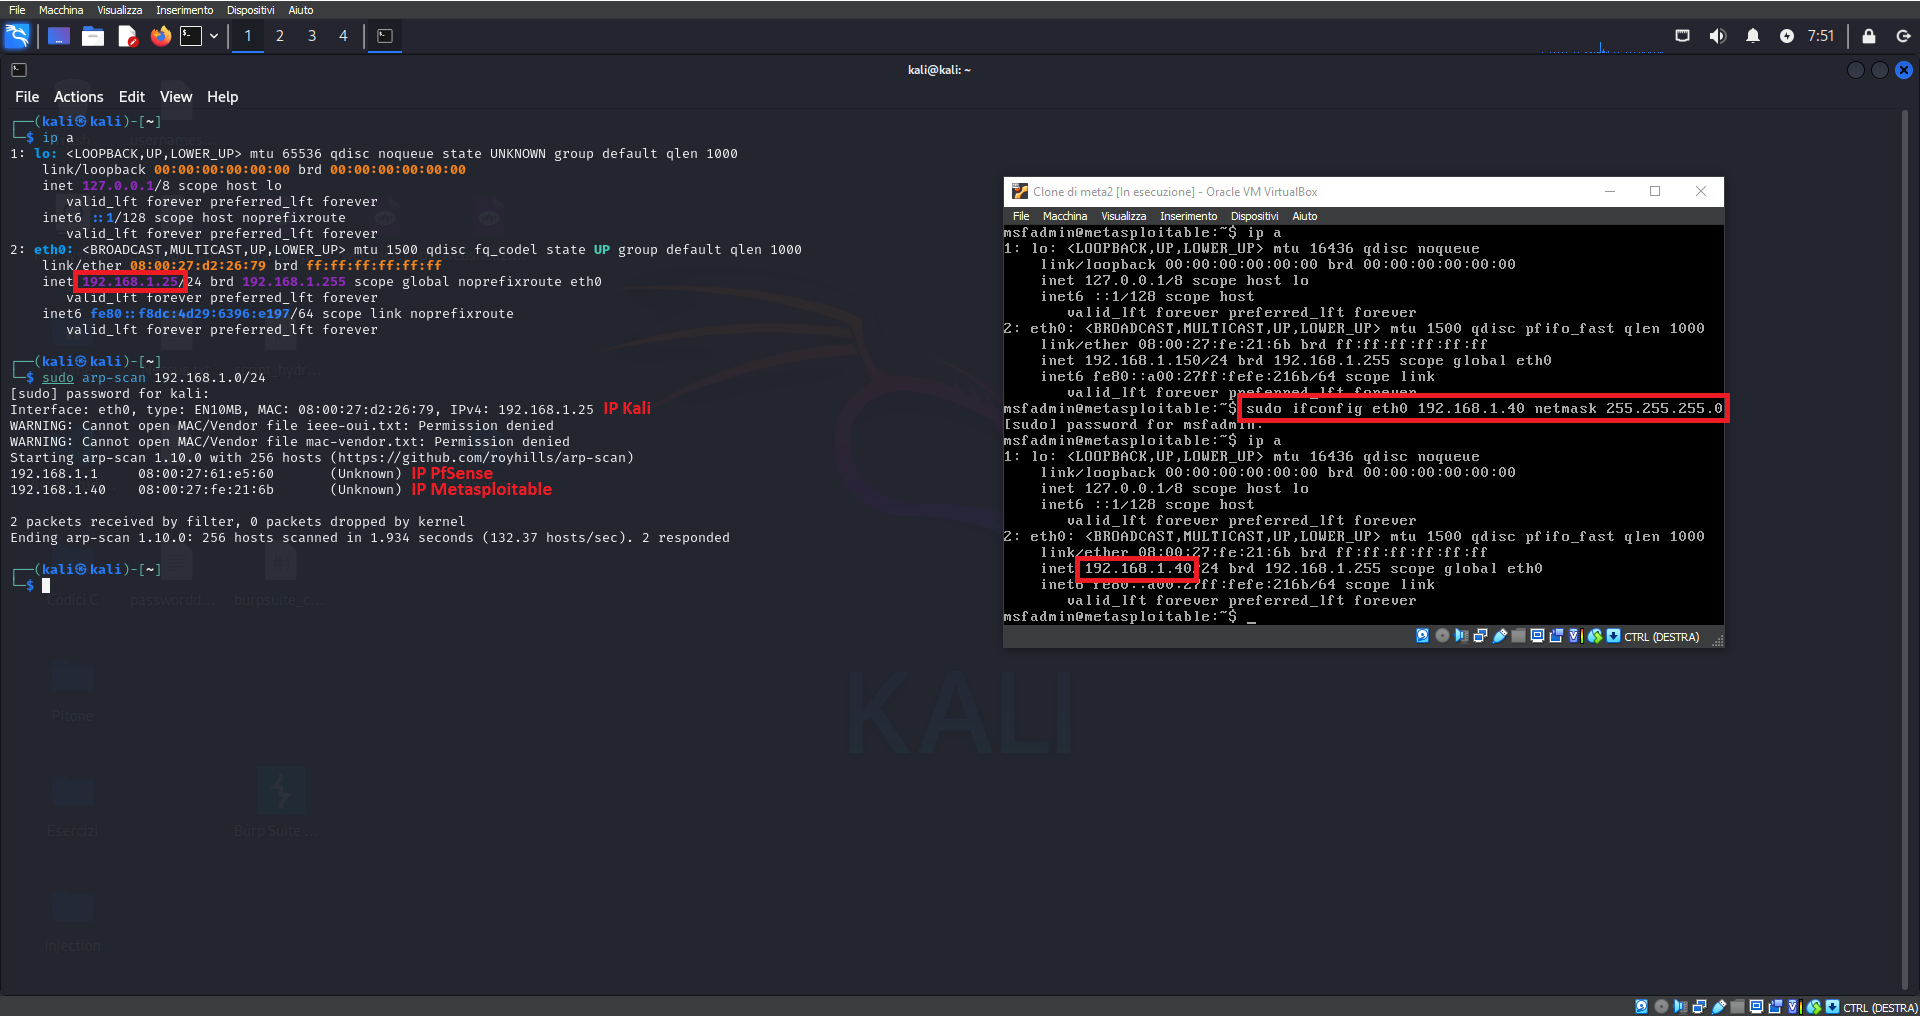 File Macchina Visualizza Inserimento Dispositivi Aiuto
1 2 3 4 7:51
kali@kali: ~
File Actions Edit View Help
┌──(kali㉿kali)-[~]
└─$ ip a
1: lo: <LOOPBACK,UP,LOWER_UP> mtu 65536 qdisc noqueue state UNKNOWN group default qlen 1000
link/loopback 00:00:00:00:00:00 brd 00:00:00:00:00:00
inet 127.0.0.1/8 scope host lo
valid_lft forever preferred_lft forever
inet6 ::1/128 scope host noprefixroute
valid_lft forever preferred_lft forever
2: eth0: <BROADCAST,MULTICAST,UP,LOWER_UP> mtu 1500 qdisc fq_codel state UP group default qlen 1000
link/ether 08:00:27:d2:26:79 brd ff:ff:ff:ff:ff:ff
inet 192.168.1.25/24 brd 192.168.1.255 scope global noprefixroute eth0
valid_lft forever preferred_lft forever
inet6 fe80::f8dc:4d29:6396:e197/64 scope link noprefixroute
valid_lft forever preferred_lft forever
┌──(kali㉿kali)-[~]
└─$ sudo arp-scan 192.168.1.0/24
[sudo] password for kali:
Interface: eth0, type: EN10MB, MAC: 08:00:27:d2:26:79, IPv4: 192.168.1.25 IP Kali
WARNING: Cannot open MAC/Vendor file ieee-oui.txt: Permission denied
WARNING: Cannot open MAC/Vendor file mac-vendor.txt: Permission denied
Starting arp-scan 1.10.0 with 256 hosts (https://github.com/royhills/arp-scan)
192.168.1.1 08:00:27:61:e5:60 (Unknown) IP PfSense
192.168.1.40 08:00:27:fe:21:6b (Unknown) IP Metasploitable
2 packets received by filter, 0 packets dropped by kernel
Ending arp-scan 1.10.0: 256 hosts scanned in 1.934 seconds (132.37 hosts/sec). 2 responded
┌──(kali㉿kali)-[~]
└─$
Codici C passwordd... burpsuite_c...
Pitone
Esercizi Burp Suite ...
Injection
KALI
Clone di meta2 [In esecuzione] - Oracle VM VirtualBox
File Macchina Visualizza Inserimento Dispositivi Aiuto
msfadmin@metasploitable:~$ ip a
1: lo: <LOOPBACK,UP,LOWER_UP> mtu 16436 qdisc noqueue
link/loopback 00:00:00:00:00:00 brd 00:00:00:00:00:00
inet 127.0.0.1/8 scope host lo
inet6 ::1/128 scope host
valid_lft forever preferred_lft forever
2: eth0: <BROADCAST,MULTICAST,UP,LOWER_UP> mtu 1500 qdisc pfifo_fast qlen 1000
link/ether 08:00:27:fe:21:6b brd ff:ff:ff:ff:ff:ff
inet 192.168.1.150/24 brd 192.168.1.255 scope global eth0
inet6 fe80::a00:27ff:fefe:216b/64 scope link
valid_lft forever preferred_lft forever
msfadmin@metasploitable:~$ sudo ifconfig eth0 192.168.1.40 netmask 255.255.255.0
[sudo] password for msfadmin:
msfadmin@metasploitable:~$ ip a
1: lo: <LOOPBACK,UP,LOWER_UP> mtu 16436 qdisc noqueue
link/loopback 00:00:00:00:00:00 brd 00:00:00:00:00:00
inet 127.0.0.1/8 scope host lo
inet6 ::1/128 scope host
valid_lft forever preferred_lft forever
2: eth0: <BROADCAST,MULTICAST,UP,LOWER_UP> mtu 1500 qdisc pfifo_fast qlen 1000
link/ether 08:00:27:fe:21:6b brd ff:ff:ff:ff:ff:ff
inet 192.168.1.40/24 brd 192.168.1.255 scope global eth0
inet6 fe80::a00:27ff:fefe:216b/64 scope link
valid_lft forever preferred_lft forever
msfadmin@metasploitable:~$ _
CTRL (DESTRA)
CTRL (DESTRA)